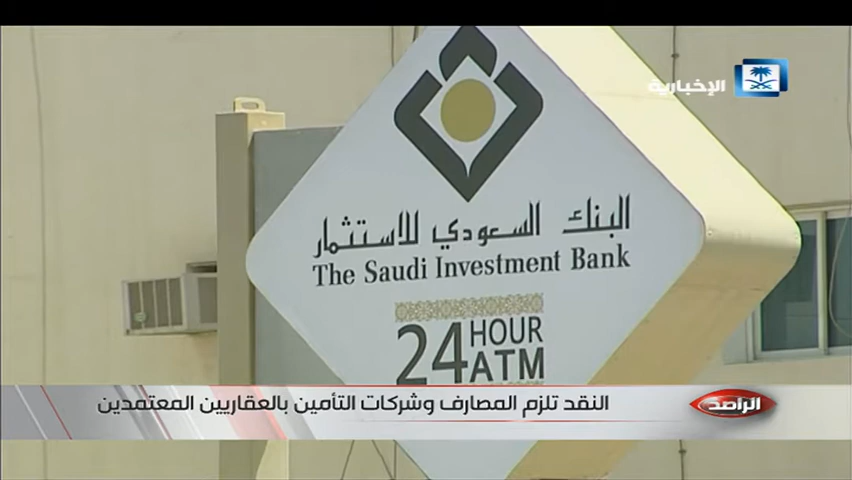 الإخبارية
البنك السعودي للاستثمار
The Saudi Investment Bank
24 HOUR
ATM
النقد تلزم المصارف وشركات التأمين بالعقاريين المعتمدين
الراصد